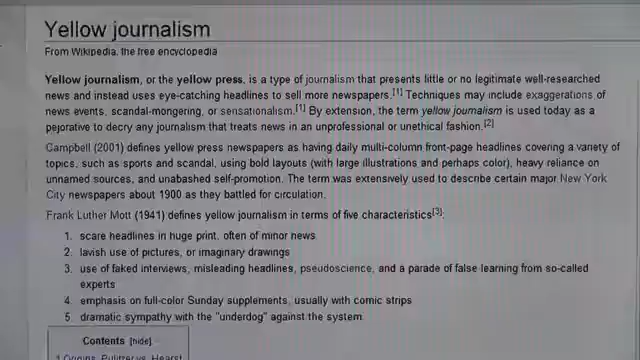 Yellow journalism
From Wikipedia, the free encyclopedia
Yellow journalism, or the yellow press, is a type of journalism that presents little or no legitimate well-researched
news and instead uses eye-catching headlines to sell more newspapers.[1] Techniques may include exaggerations of
news events, scandal-mongering, or sensationalism.[1] By extension, the term yellow journalism is used today as a
pejorative to decry any journalism that treats news in an unprofessional or unethical fashion.[2]
Campbell (2001) defines yellow press newspapers as having daily multi-column front-page headlines covering a variety of
topics, such as sports and scandal, using bold layouts (with large illustrations and perhaps color), heavy reliance on
unnamed sources, and unabashed self-promotion. The term was extensively used to describe certain major New York
City newspapers about 1900 as they battled for circulation.
Frank Luther Mott (1941) defines yellow journalism in terms of five characteristics[3]:
1. scare headlines in huge print, often of minor news
2. lavish use of pictures, or imaginary drawings
3. use of faked interviews, misleading headlines, pseudoscience, and a parade of false learning from so-called
experts
4. emphasis on full-color Sunday supplements, usually with comic strips
5. dramatic sympathy with the "underdog" against the system.
Contents [hide]
1 Origins: Pulitzer vs. Hearst